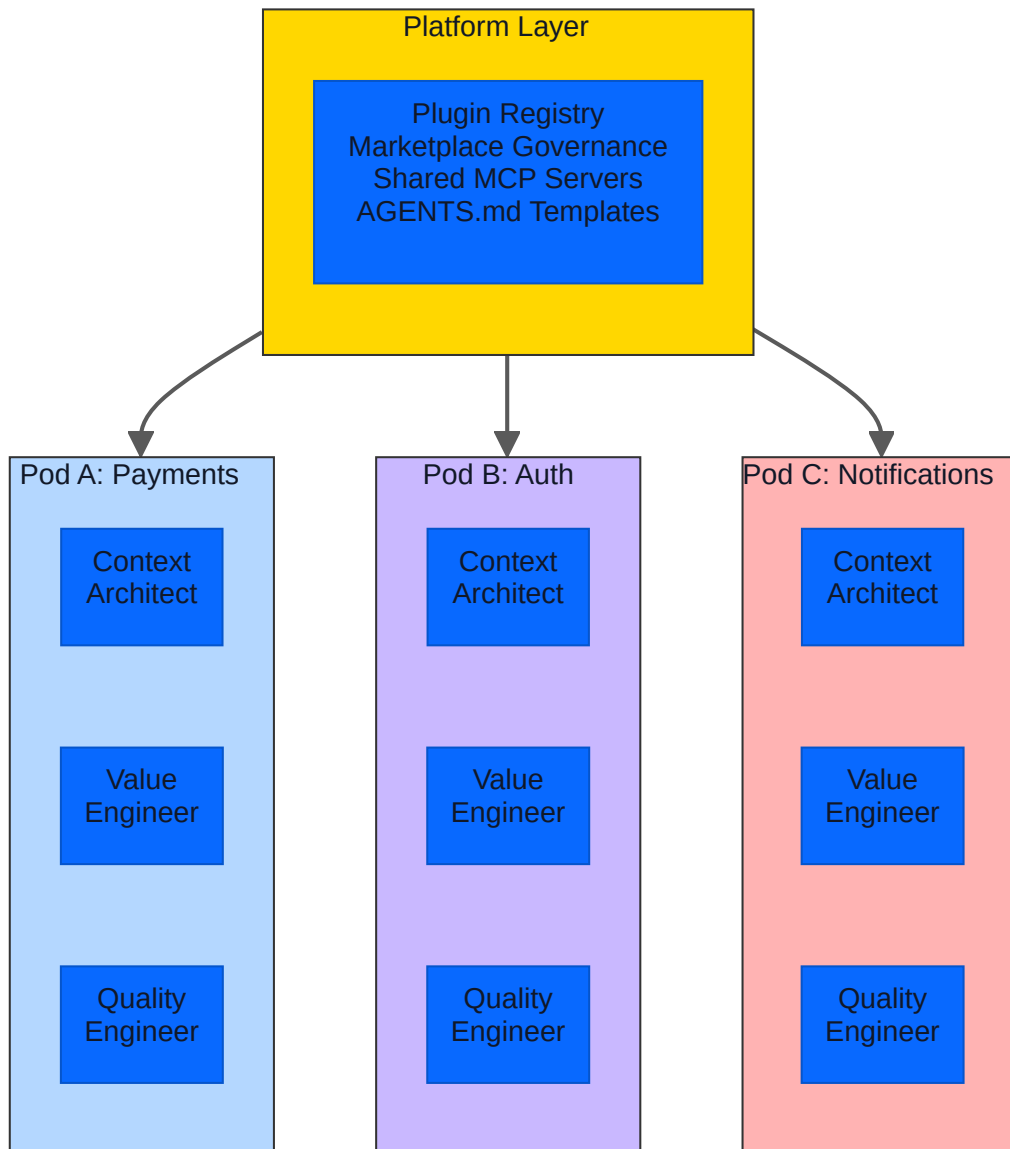 Platform Layer
Plugin Registry
Marketplace Governance
Shared MCP Servers
AGENTS.md Templates
Pod A: Payments
Context
Architect
Value
Engineer
Quality
Engineer
Pod B: Auth
Context
Architect
Value
Engineer
Quality
Engineer
Pod C: Notifications
Context
Architect
Value
Engineer
Quality
Engineer